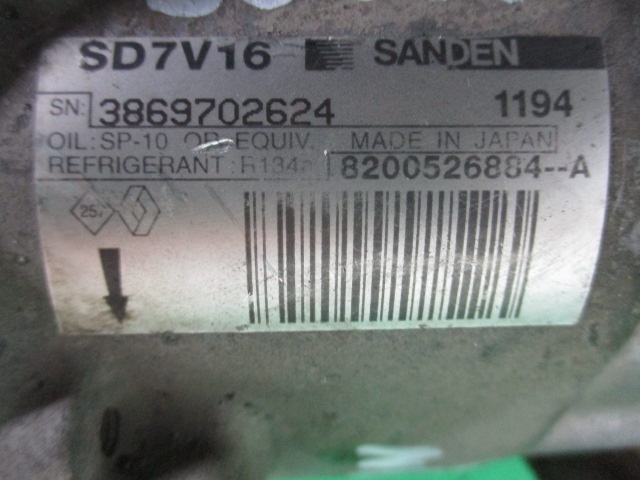 SD7V16 SANDEN
SN: 3869702624 1194
OIL: SP-10 OR EQUIV. MADE IN JAPAN
REFRIGERANT: R134a 8200526884--A